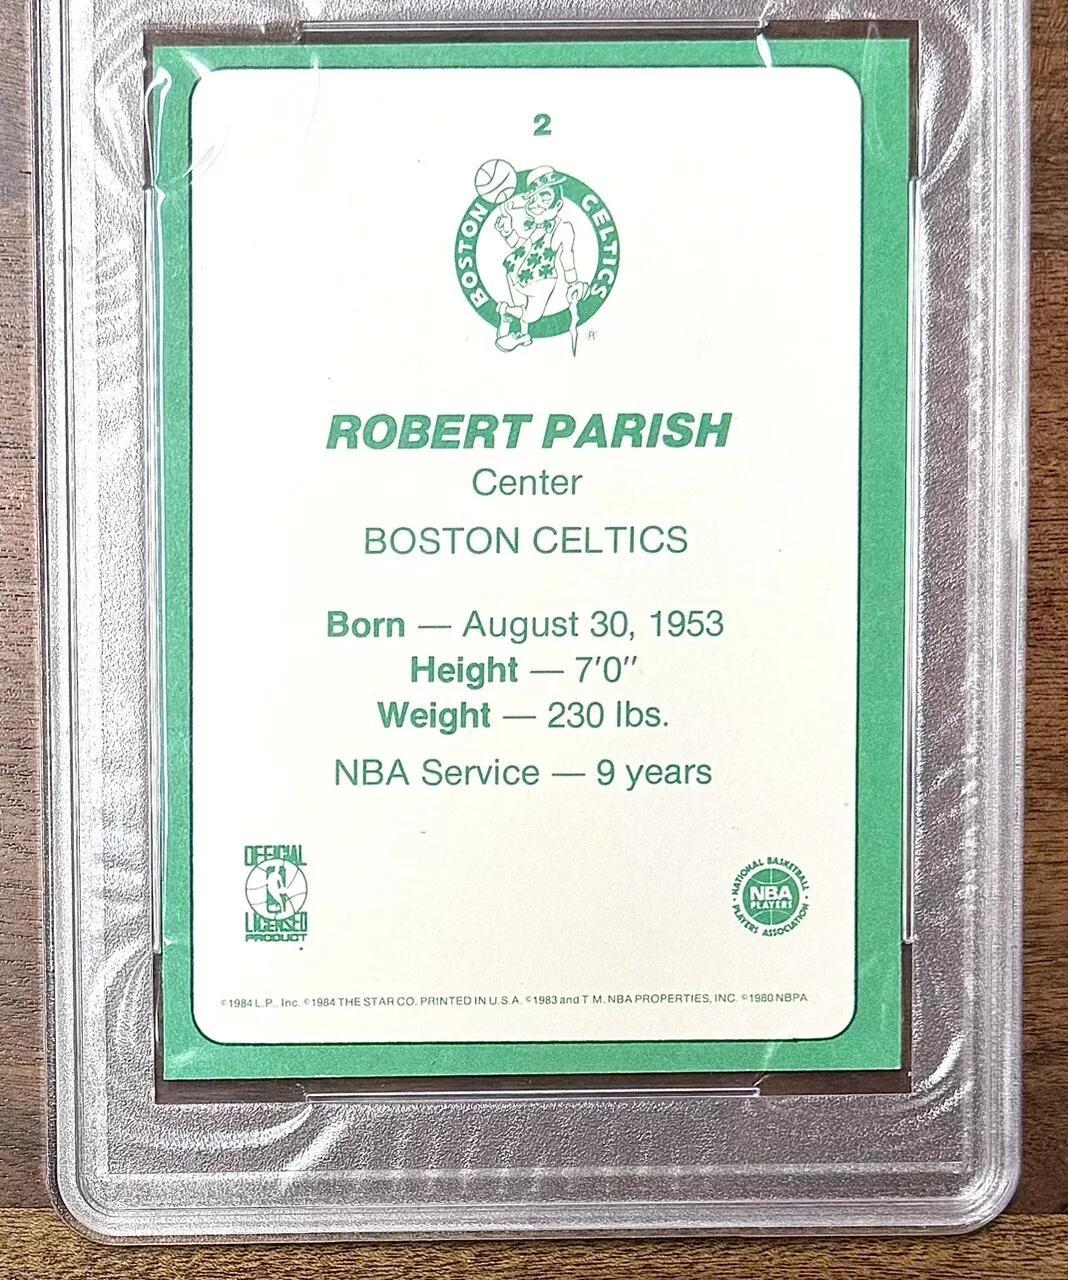 2
BOSTON CELTICS
®
ROBERT PARISH
Center
BOSTON CELTICS
Born — August 30, 1953
Height — 7'0"
Weight — 230 lbs.
NBA Service — 9 years
OFFICIAL
LICENSED
PRODUCT
NATIONAL BASKETBALL
NBA
PLAYERS
PLAYERS ASSOCIATION
©1984 L.P., Inc. ©1984 THE STAR CO. PRINTED IN U.S.A. ©1983 and T.M. NBA PROPERTIES, INC. ©1980 NBPA